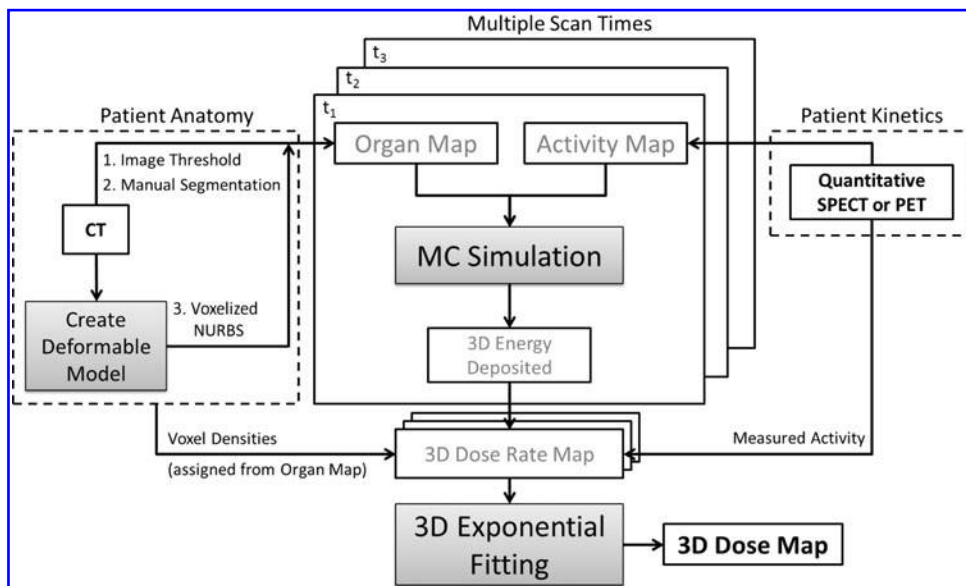 Multiple Scan Times
t3
t2
t1
Patient Anatomy
1. Image Threshold
2. Manual Segmentation
CT
Create
Deformable
Model
3. Voxelized
NURBS
Organ Map
Activity Map
MC Simulation
3D Energy
Deposited
Patient Kinetics
Quantitative
SPECT or PET
Voxel Densities
(assigned from Organ Map)
3D Dose Rate Map
Measured Activity
3D Exponential
Fitting
3D Dose Map